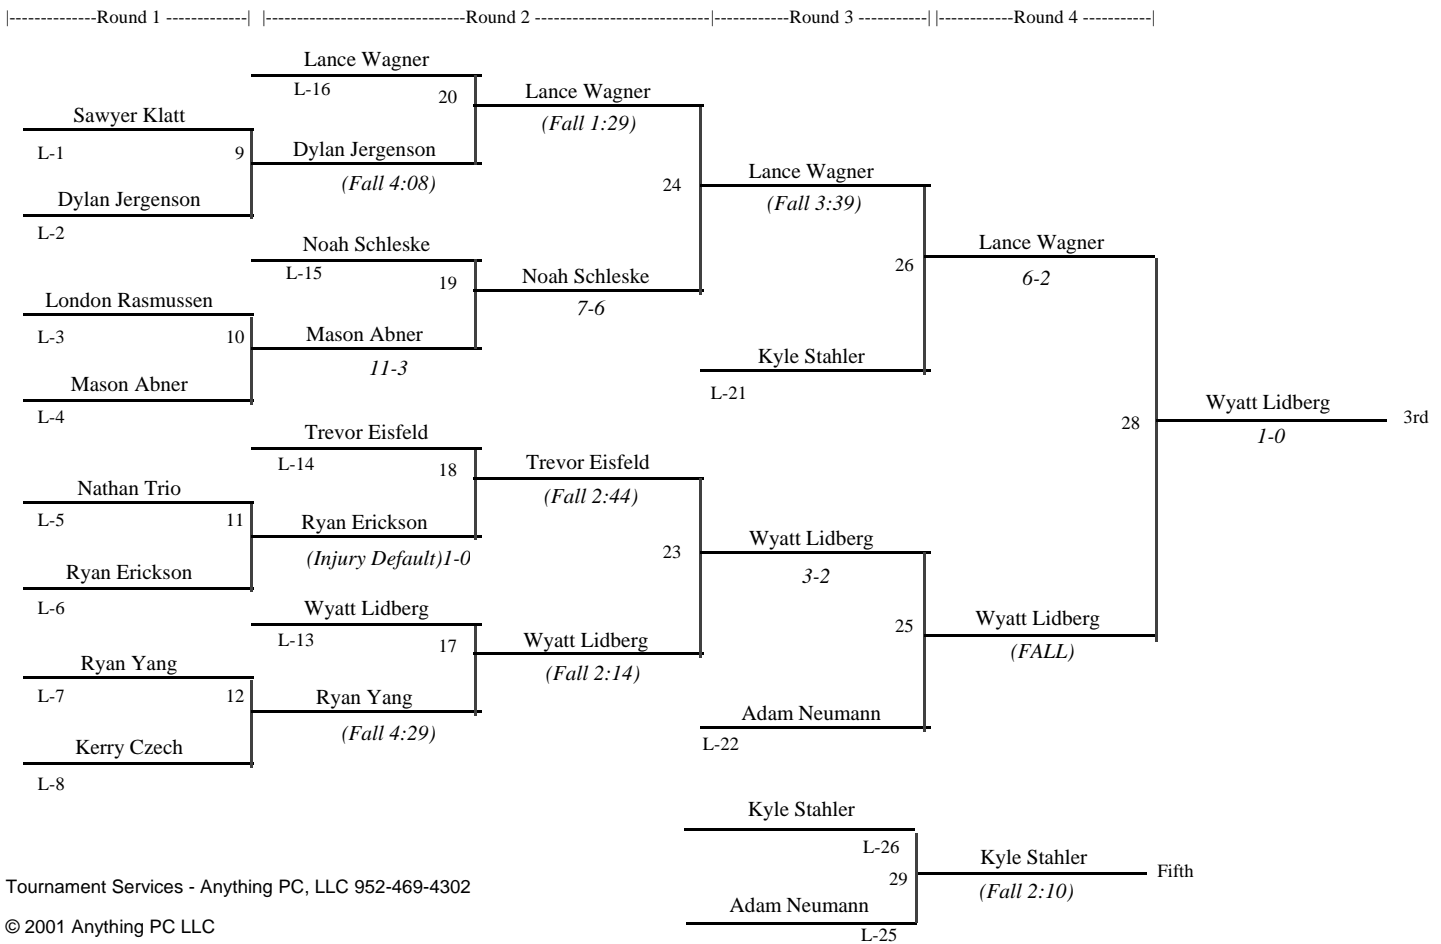 |--------------Round 1 -------------| |-----------------------------Round 2 -------------------------|-----------Round 3 ----------| |-----------Round 4 ----------|
Lance Wagner
L-16
20
Lance Wagner
Sawyer Klatt
(Fall 1:29)
L-1
9
Dylan Jergenson
Lance Wagner
(Fall 4:08)
24
Dylan Jergenson
(Fall 3:39)
L-2
Noah Schleske
Lance Wagner
L-15
19
Noah Schleske
26
6-2
London Rasmussen
7-6
L-3
10
Mason Abner
Kyle Stahler
11-3
Mason Abner
L-21
L-4
Wyatt Lidberg
3rd
28
1-0
Trevor Eisfeld
L-14
18
Trevor Eisfeld
Nathan Trio
(Fall 2:44)
L-5
11
Ryan Erickson
Wyatt Lidberg
(Injury Default)1-0
23
Ryan Erickson
3-2
L-6
Wyatt Lidberg
Wyatt Lidberg
L-13
17
Wyatt Lidberg
25
(FALL)
Ryan Yang
(Fall 2:14)
L-7
12
Ryan Yang
Adam Neumann
(Fall 4:29)
Kerry Czech
L-22
L-8
Kyle Stahler
L-26
Kyle Stahler
Fifth
29
(Fall 2:10)
Adam Neumann
L-25
Tournament Services - Anything PC, LLC 952-469-4302
© 2001 Anything PC LLC